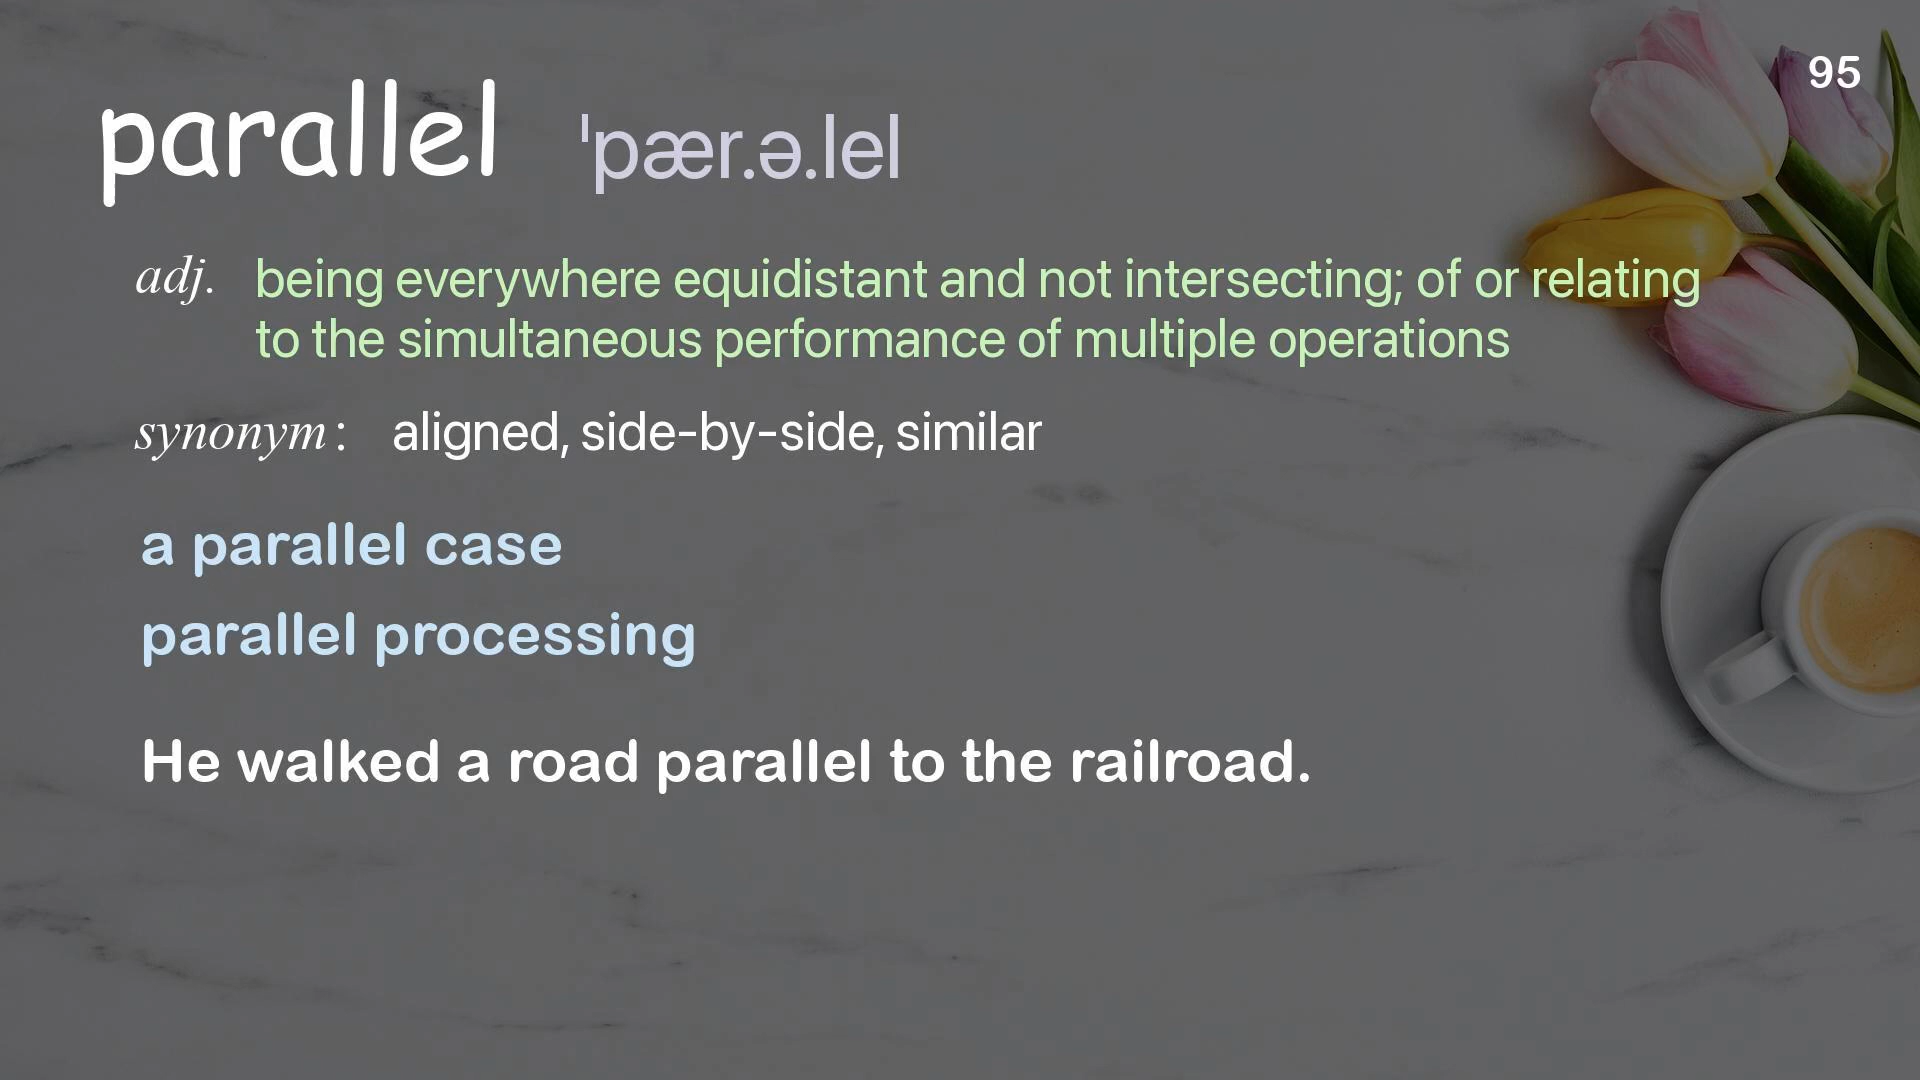 95
parallel ˈpær.ə.lel
adj. being everywhere equidistant and not intersecting; of or relating
to the simultaneous performance of multiple operations
synonym: aligned, side-by-side, similar
a parallel case
parallel processing
He walked a road parallel to the railroad.